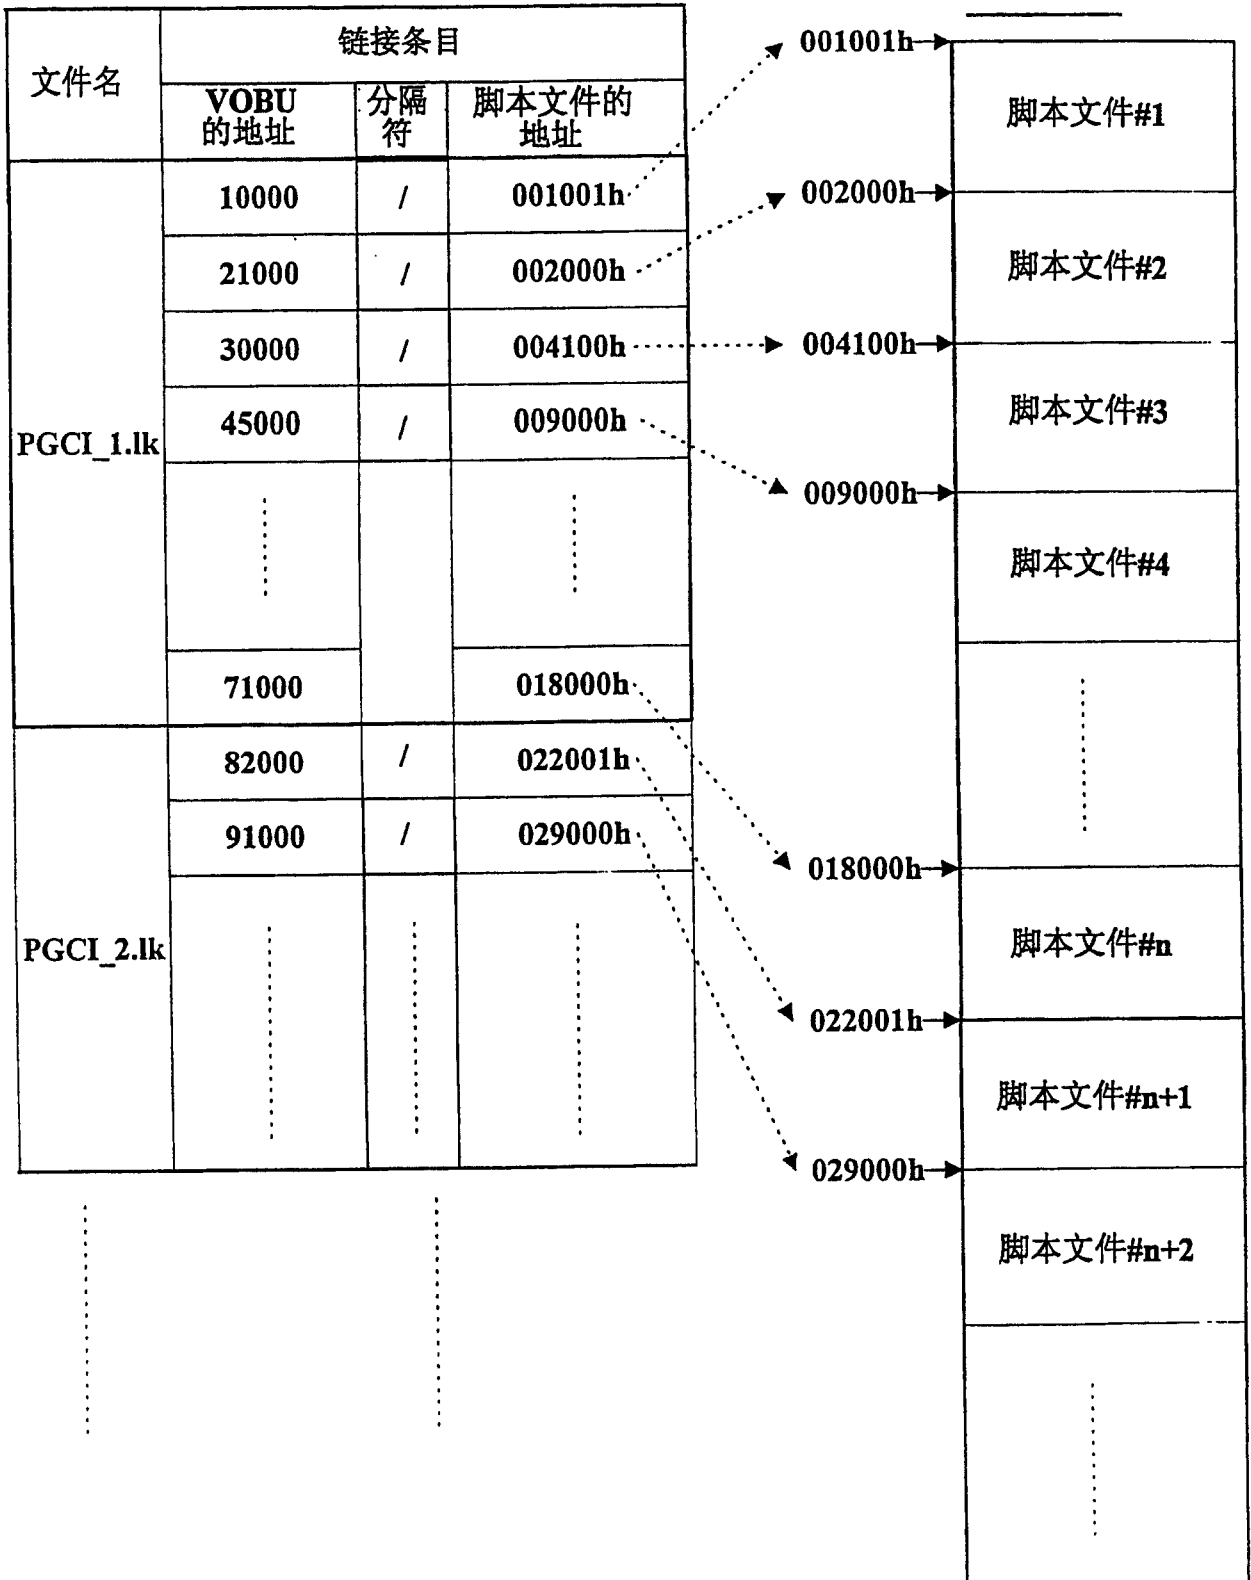 文件名
链接条目
VOBU
的地址
分隔
符
脚本文件的
地址
PGCI_1.lk
10000 / 001001h
21000 / 002000h
30000 / 004100h
45000 / 009000h
71000 018000h
PGCI_2.lk
82000 / 022001h
91000 / 029000h
001001h
脚本文件#1
002000h
脚本文件#2
004100h
脚本文件#3
009000h
脚本文件#4
018000h
脚本文件#n
022001h
脚本文件#n+1
029000h
脚本文件#n+2